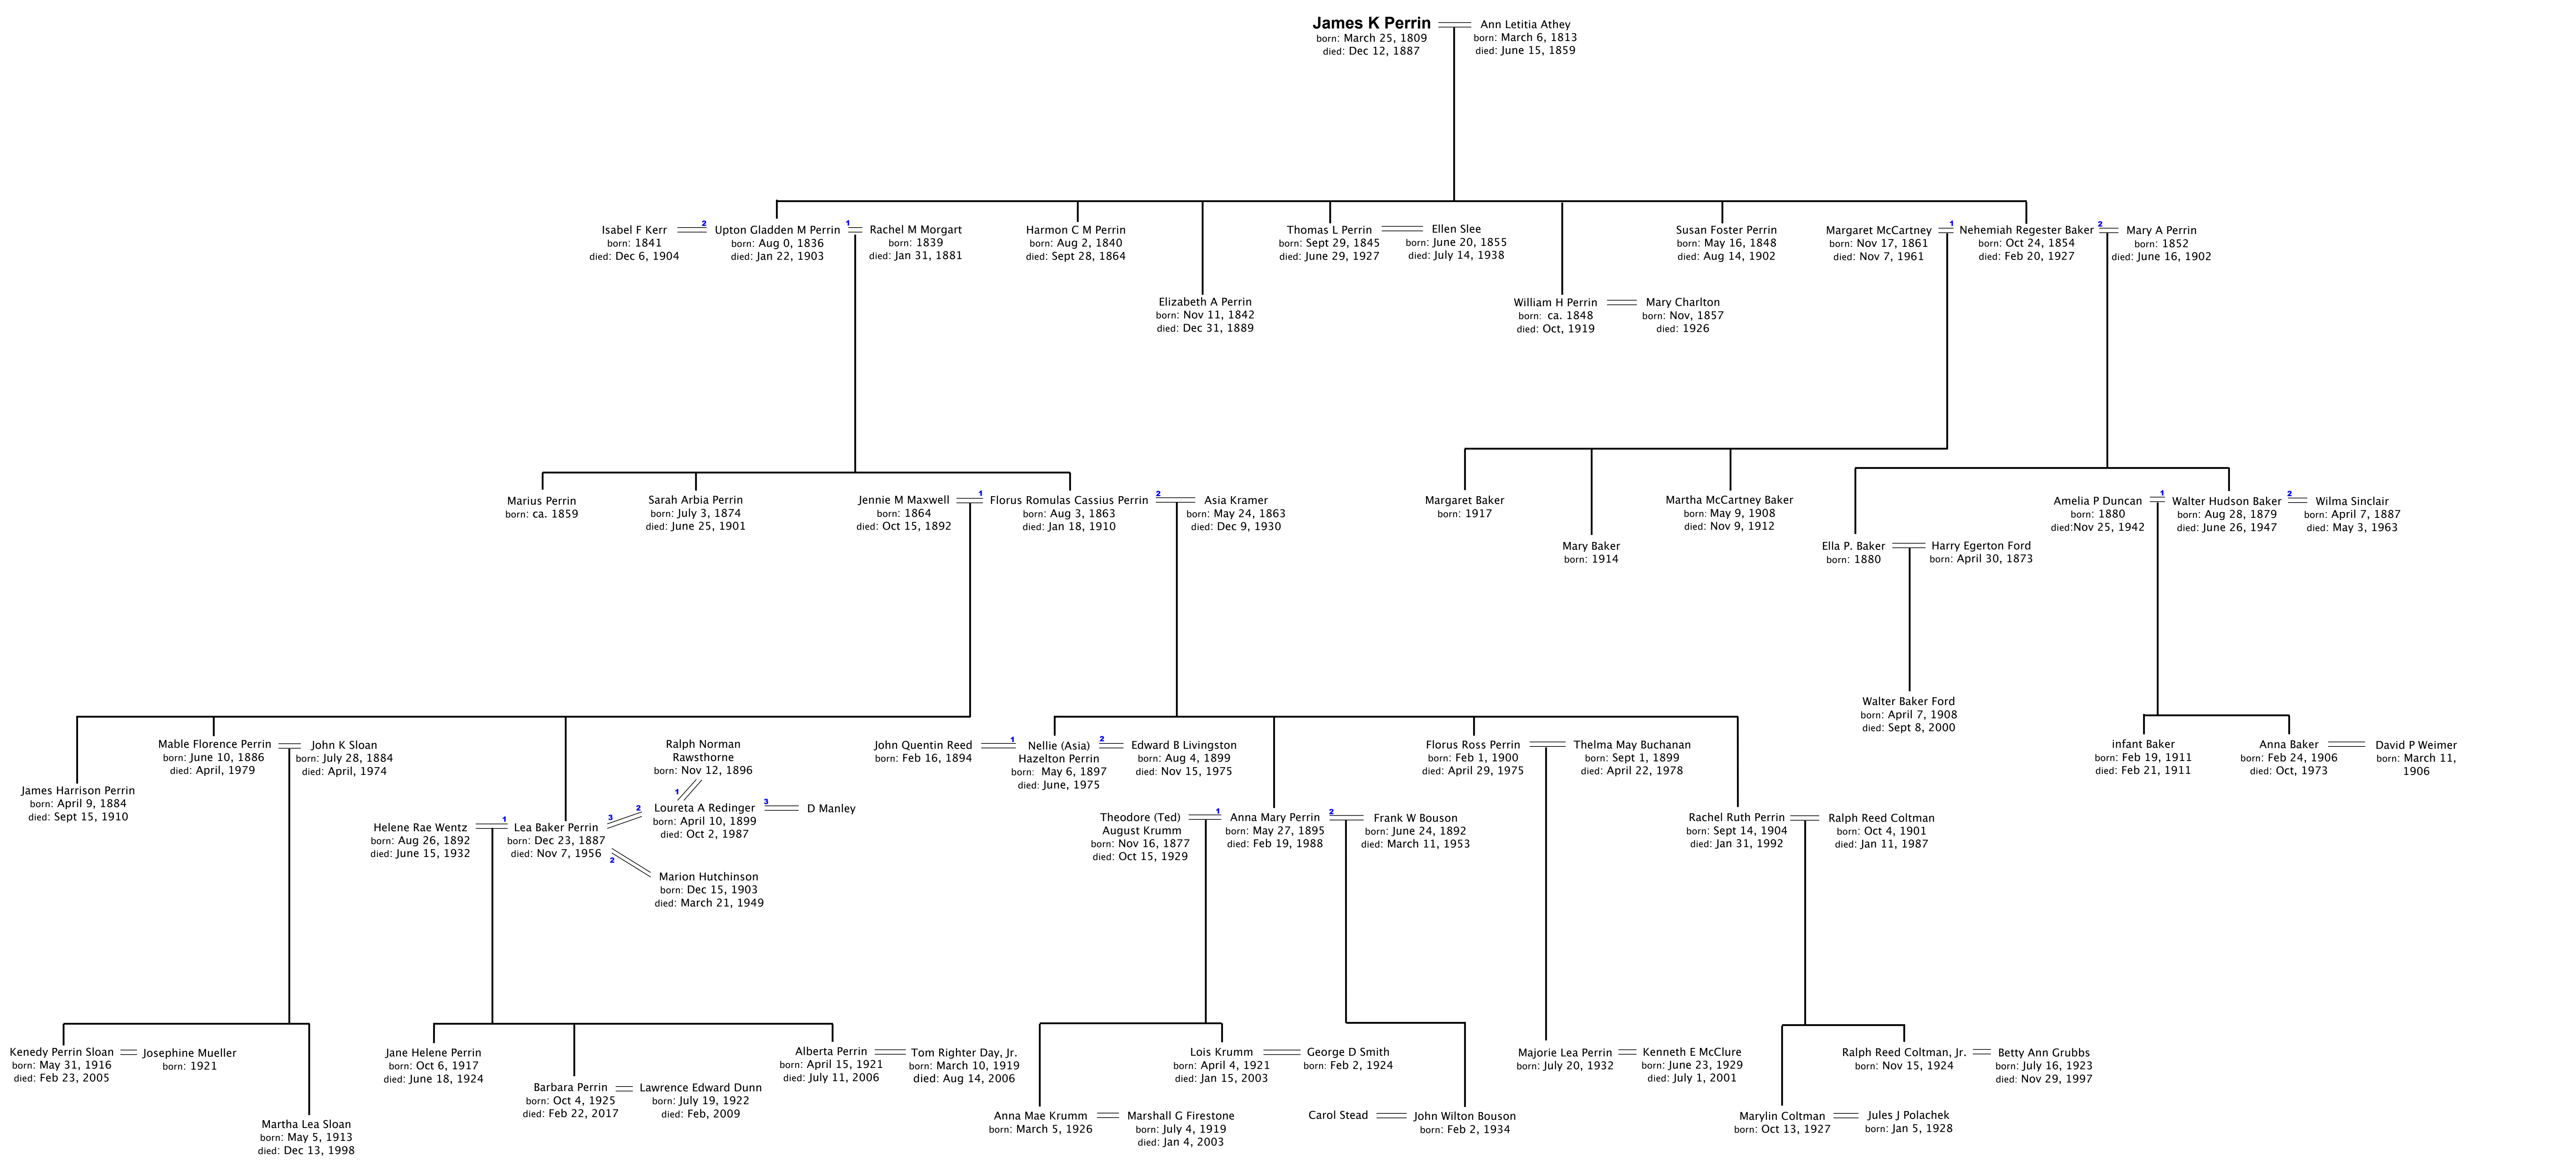 James K Perrin
born: March 25, 1809
died: Dec 12, 1887
Ann Letitia Athey
born: March 6, 1813
died: June 15, 1859
Isabel F Kerr
born: 1841
died: Dec 6, 1904
2
Upton Gladden M Perrin
born: Aug 0, 1836
died: Jan 22, 1903
1
Rachel M Morgart
born: 1839
died: Jan 31, 1881
Harmon C M Perrin
born: Aug 2, 1840
died: Sept 28, 1864
Elizabeth A Perrin
born: Nov 11, 1842
died: Dec 31, 1889
Thomas L Perrin
born: Sept 29, 1845
died: June 29, 1927
Ellen Slee
born: June 20, 1855
died: July 14, 1938
William H Perrin
born: ca. 1848
died: Oct, 1919
Mary Charlton
born: Nov, 1857
died: 1926
Susan Foster Perrin
born: May 16, 1848
died: Aug 14, 1902
Margaret McCartney
born: Nov 17, 1861
died: Nov 7, 1961
1
Nehemiah Regester Baker
born: Oct 24, 1854
died: Feb 20, 1927
2
Mary A Perrin
born: 1852
died: June 16, 1902
Marius Perrin
born: ca. 1859
Sarah Arbia Perrin
born: July 3, 1874
died: June 25, 1901
Jennie M Maxwell
born: 1864
died: Oct 15, 1892
1
Florus Romulas Cassius Perrin
born: Aug 3, 1863
died: Jan 18, 1910
2
Asia Kramer
born: May 24, 1863
died: Dec 9, 1930
Margaret Baker
born: 1917
Mary Baker
born: 1914
Martha McCartney Baker
born: May 9, 1908
died: Nov 9, 1912
Ella P. Baker
born: 1880
Harry Egerton Ford
born: April 30, 1873
Amelia P Duncan
born: 1880
died:Nov 25, 1942
1
Walter Hudson Baker
born: Aug 28, 1879
died: June 26, 1947
2
Wilma Sinclair
born: April 7, 1887
died: May 3, 1963
Walter Baker Ford
born: April 7, 1908
died: Sept 8, 2000
James Harrison Perrin
born: April 9, 1884
died: Sept 15, 1910
Mable Florence Perrin
born: June 10, 1886
died: April, 1979
John K Sloan
born: July 28, 1884
died: April, 1974
Helene Rae Wentz
born: Aug 26, 1892
died: June 15, 1932
1
Lea Baker Perrin
born: Dec 23, 1887
died: Nov 7, 1956
3
2
2
Ralph Norman
Rawsthorne
born: Nov 12, 1896
1
Loureta A Redinger
born: April 10, 1899
died: Oct 2, 1987
3
D Manley
Marion Hutchinson
born: Dec 15, 1903
died: March 21, 1949
John Quentin Reed
born: Feb 16, 1894
1
Nellie (Asia)
Hazelton Perrin
born: May 6, 1897
died: June, 1975
2
Edward B Livingston
born: Aug 4, 1899
died: Nov 15, 1975
Theodore (Ted)
August Krumm
born: Nov 16, 1877
died: Oct 15, 1929
1
Anna Mary Perrin
born: May 27, 1895
died: Feb 19, 1988
2
Frank W Bouson
born: June 24, 1892
died: March 11, 1953
Florus Ross Perrin
born: Feb 1, 1900
died: April 29, 1975
Thelma May Buchanan
born: Sept 1, 1899
died: April 22, 1978
Rachel Ruth Perrin
born: Sept 14, 1904
died: Jan 31, 1992
Ralph Reed Coltman
born: Oct 4, 1901
died: Jan 11, 1987
infant Baker
born: Feb 19, 1911
died: Feb 21, 1911
Anna Baker
born: Feb 24, 1906
died: Oct, 1973
David P Weimer
born: March 11,
1906
Kenedy Perrin Sloan
born: May 31, 1916
died: Feb 23, 2005
Josephine Mueller
born: 1921
Martha Lea Sloan
born: May 5, 1913
died: Dec 13, 1998
Jane Helene Perrin
born: Oct 6, 1917
died: June 18, 1924
Barbara Perrin
born: Oct 4, 1925
died: Feb 22, 2017
Lawrence Edward Dunn
born: July 19, 1922
died: Feb, 2009
Alberta Perrin
born: April 15, 1921
died: July 11, 2006
Tom Righter Day, Jr.
born: March 10, 1919
died: Aug 14, 2006
Anna Mae Krumm
born: March 5, 1926
Marshall G Firestone
born: July 4, 1919
died: Jan 4, 2003
Lois Krumm
born: April 4, 1921
died: Jan 15, 2003
George D Smith
born: Feb 2, 1924
Carol Stead
John Wilton Bouson
born: Feb 2, 1934
Majorie Lea Perrin
born: July 20, 1932
Kenneth E McClure
born: June 23, 1929
died: July 1, 2001
Marylin Coltman
born: Oct 13, 1927
Jules J Polachek
born: Jan 5, 1928
Ralph Reed Coltman, Jr.
born: Nov 15, 1924
Betty Ann Grubbs
born: July 16, 1923
died: Nov 29, 1997